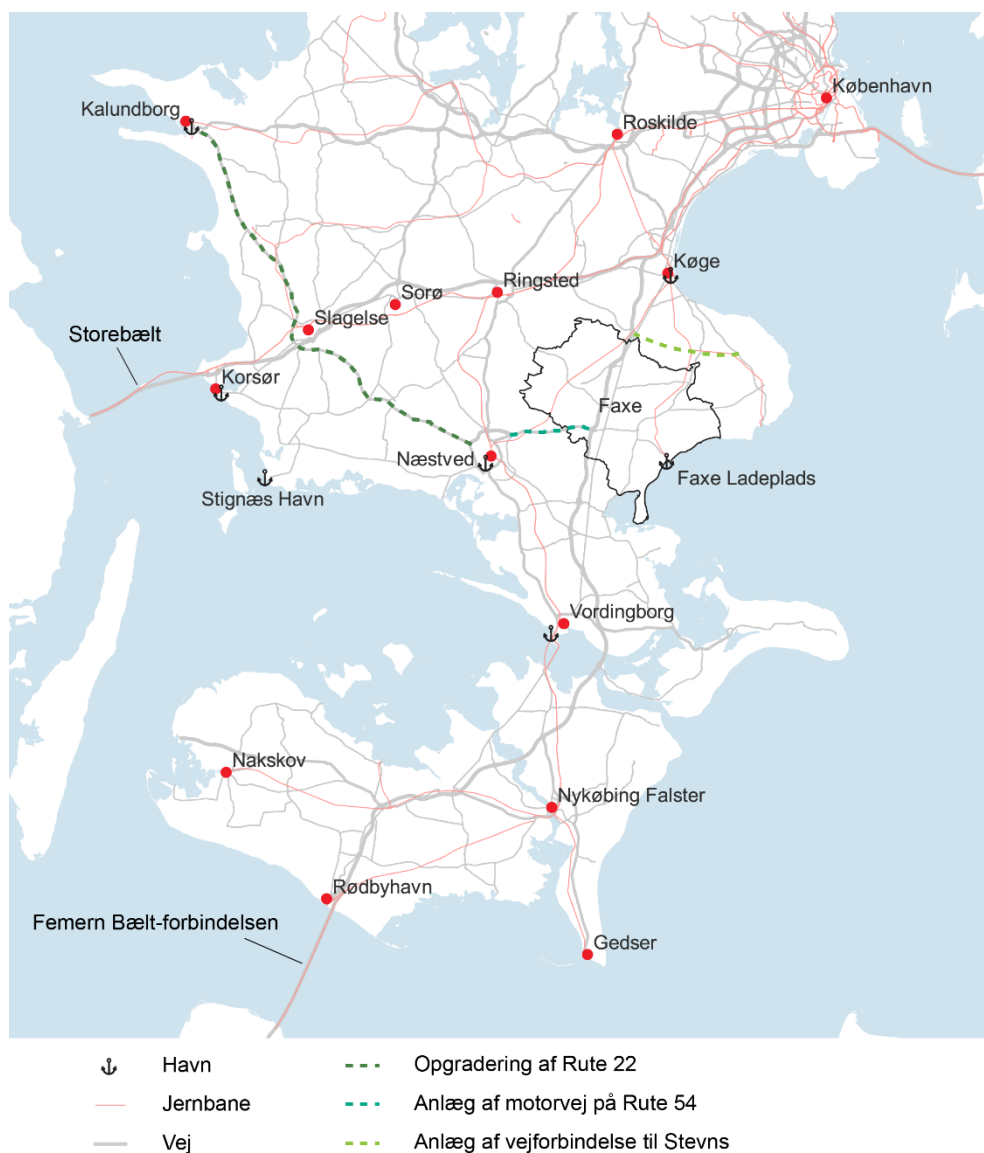 København
Kalundborg
Roskilde
Køge
Ringsted
Sorø
Slagelse
Storebælt
Korsør
Faxe
Næstved
Faxe Ladeplads
Stignæs Havn
Vordingborg
Nakskov
Nykøbing Falster
Rødbyhavn
Femern Bælt-forbindelsen
Gedser
Havn
Jernbane
Vej
Opgradering af Rute 22
Anlæg af motorvej på Rute 54
Anlæg af vejforbindelse til Stevns